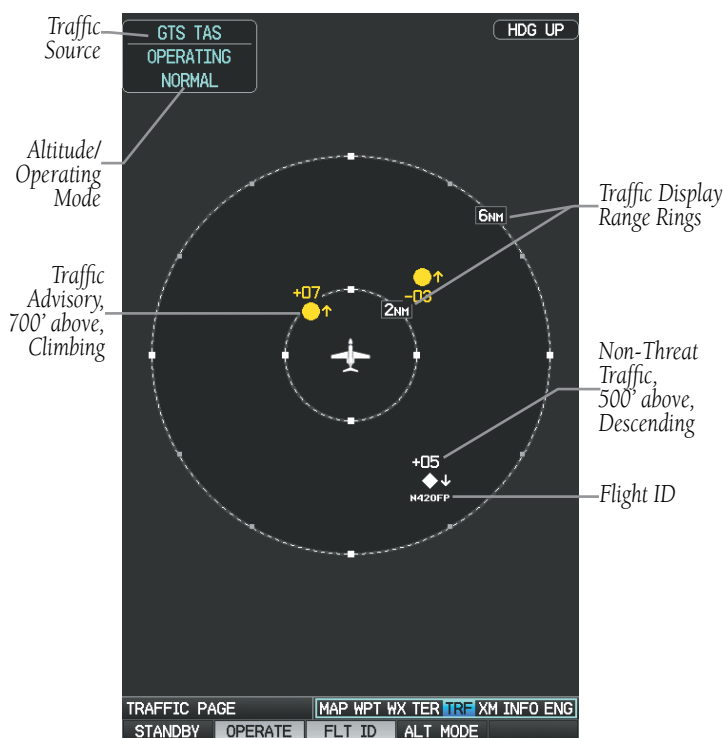 Traffic
Source
GTS TAS
OPERATING
NORMAL
HDG UP
Altitude/
Operating
Mode
6NM
Traffic Display
Range Rings
Traffic
Advisory,
700' above,
Climbing
+07
-03
2NM
Non-Threat
Traffic,
500' above,
Descending
+05
N420FP
Flight ID
TRAFFIC PAGE
MAP WPT WX TER TRF XM INFO ENG
STANDBY OPERATE FLT ID ALT MODE